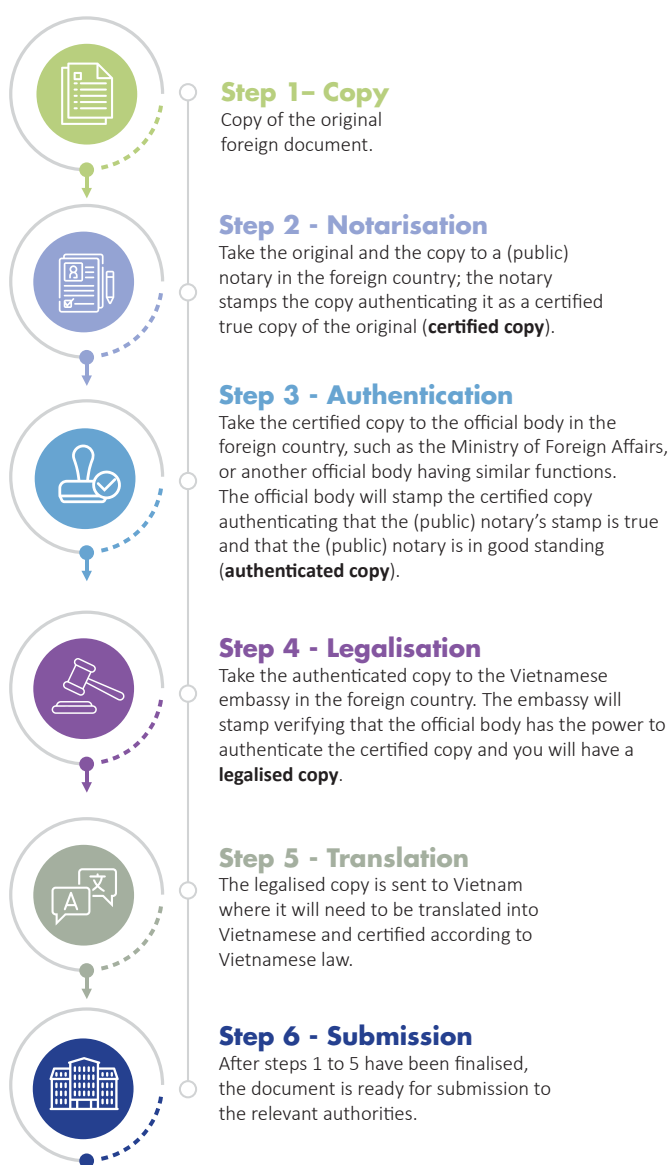 Step 1– Copy
Copy of the original
foreign document.
Step 2 - Notarisation
Take the original and the copy to a (public)
notary in the foreign country; the notary
stamps the copy authenticating it as a certified
true copy of the original (certified copy).
Step 3 - Authentication
Take the certified copy to the official body in the
foreign country, such as the Ministry of Foreign Affairs,
or another official body having similar functions.
The official body will stamp the certified copy
authenticating that the (public) notary’s stamp is true
and that the (public) notary is in good standing
(authenticated copy).
Step 4 - Legalisation
Take the authenticated copy to the Vietnamese
embassy in the foreign country. The embassy will
stamp verifying that the official body has the power to
authenticate the certified copy and you will have a
legalised copy.
A 文
Step 5 - Translation
The legalised copy is sent to Vietnam
where it will need to be translated into
Vietnamese and certified according to
Vietnamese law.
Step 6 - Submission
After steps 1 to 5 have been finalised,
the document is ready for submission to
the relevant authorities.